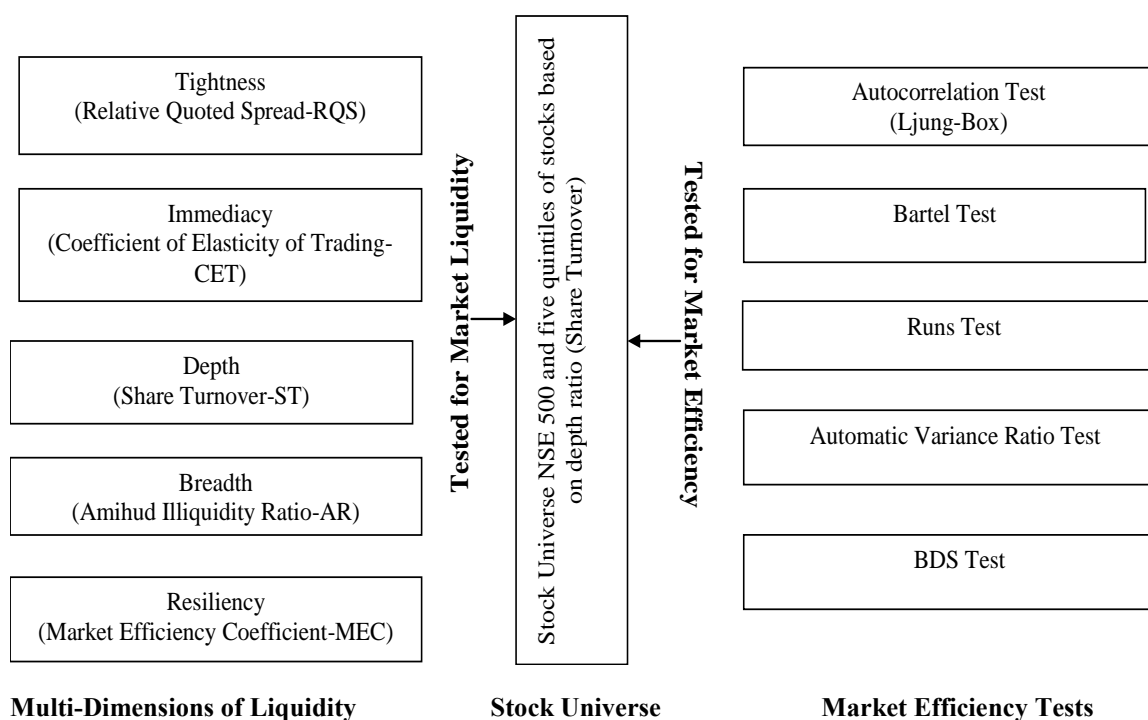 Tightness
(Relative Quoted Spread-RQS)
Immediacy
(Coefficient of Elasticity of Trading-
CET)
Depth
(Share Turnover-ST)
Breadth
(Amihud Illiquidity Ratio-AR)
Resiliency
(Market Efficiency Coefficient-MEC)
Multi-Dimensions of Liquidity
Tested for Market Liquidity
Stock Universe NSE 500 and five quintiles of stocks based
on depth ratio (Share Turnover)
Stock Universe
Tested for Market Efficiency
Autocorrelation Test
(Ljung-Box)
Bartel Test
Runs Test
Automatic Variance Ratio Test
BDS Test
Market Efficiency Tests